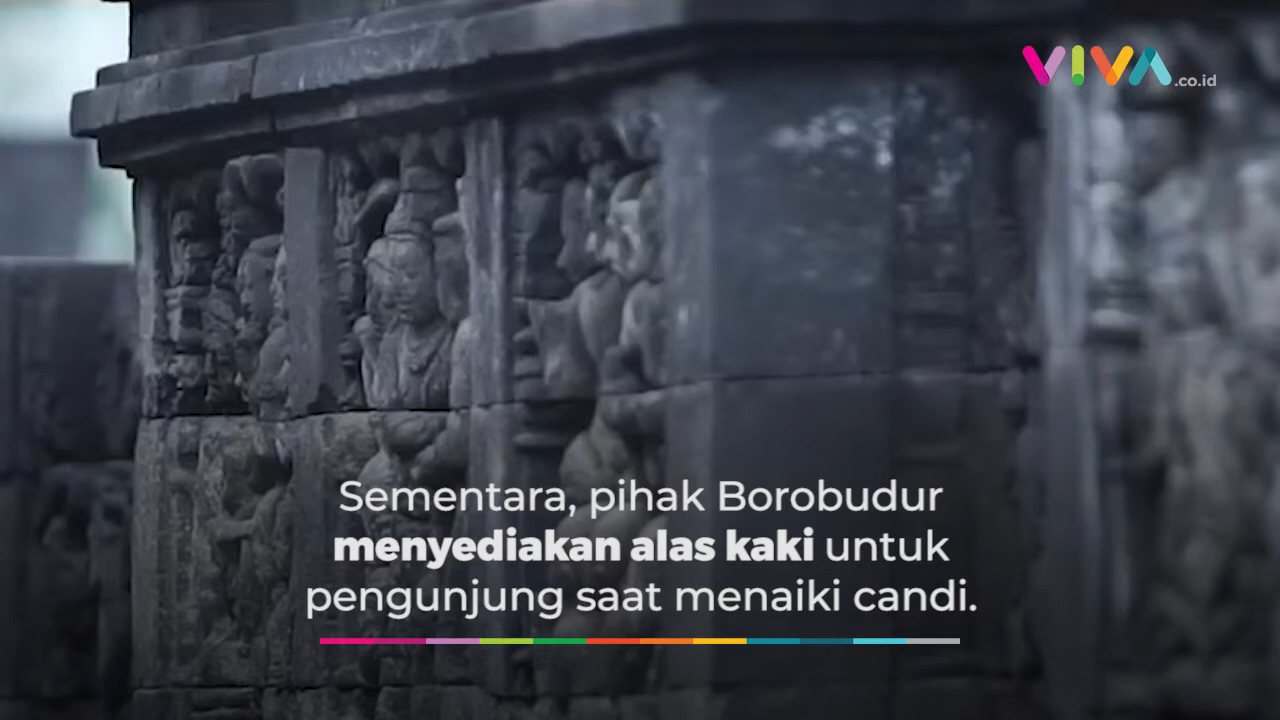 VIVA.co.id
Sementara, pihak Borobudur
menyediakan alas kaki untuk
pengunjung saat menaiki candi.